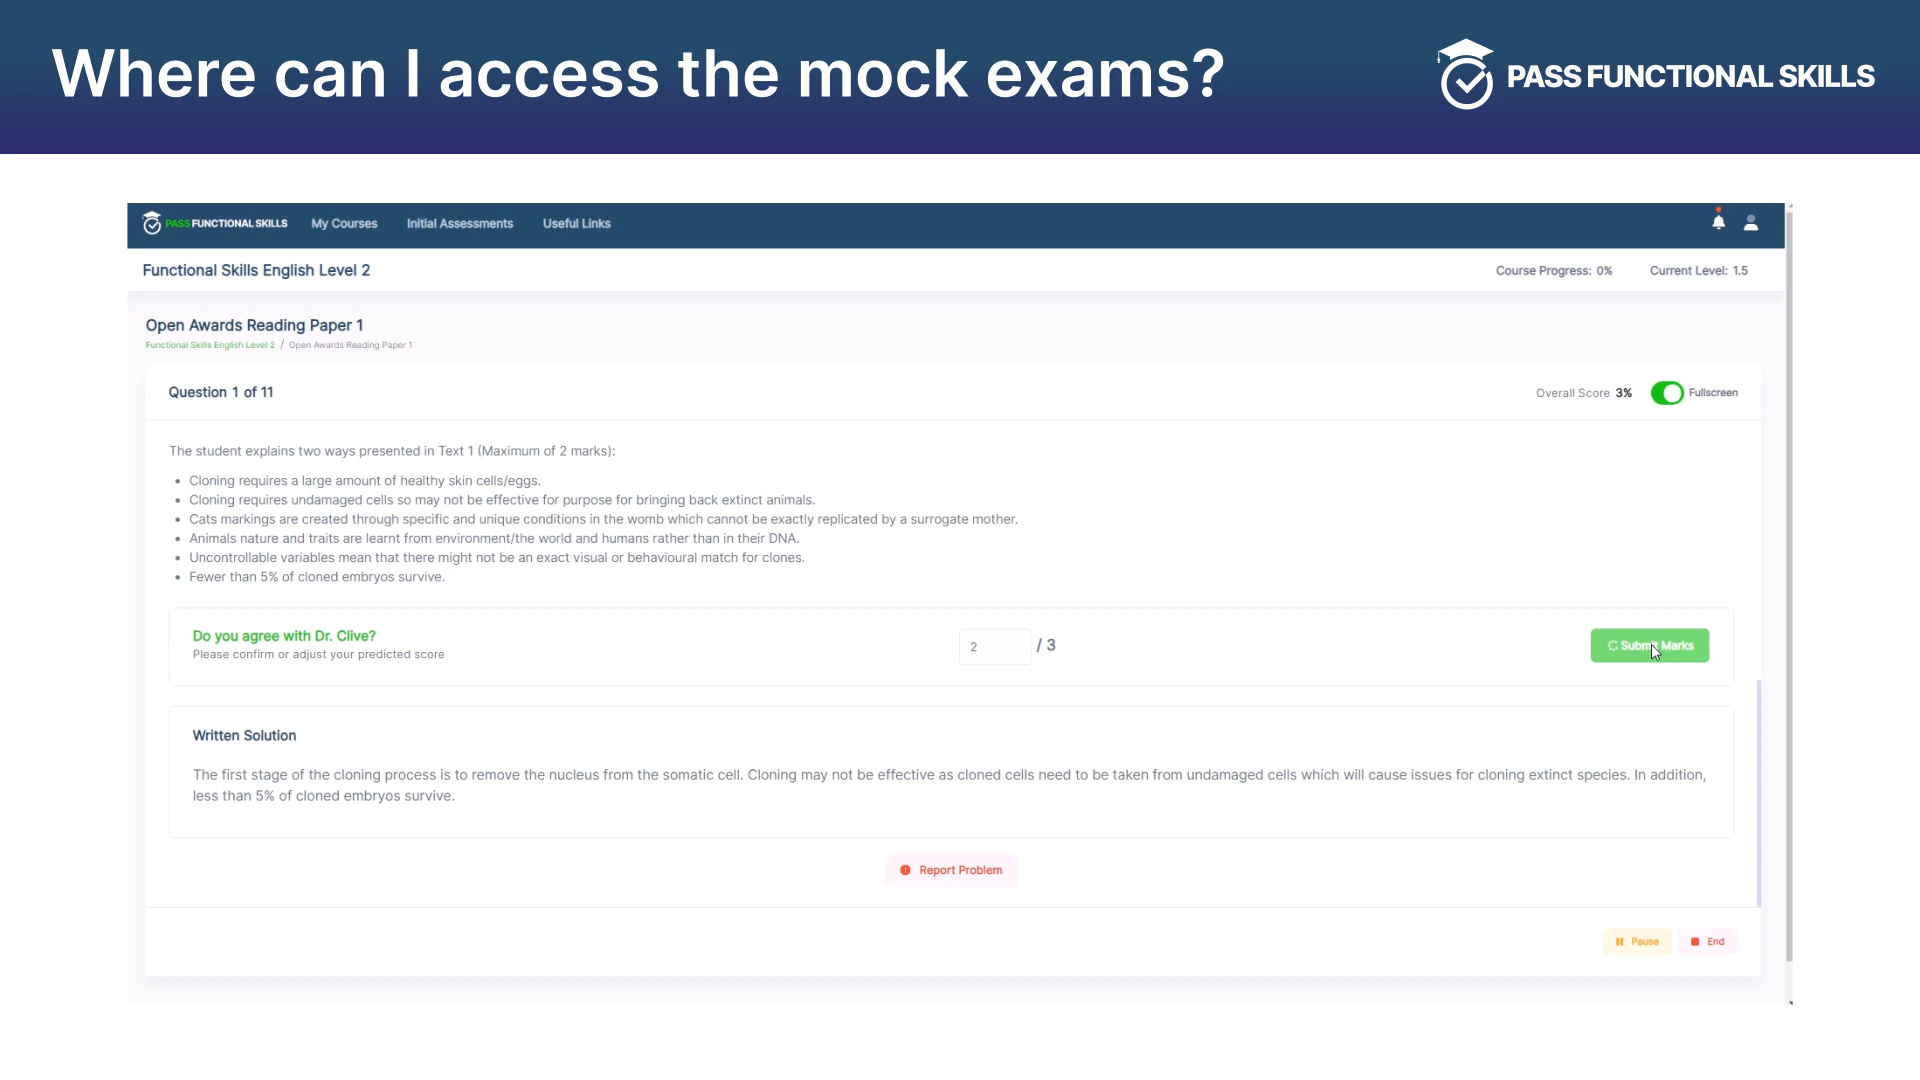 Where can I access the mock exams?
PASS FUNCTIONAL SKILLS
PASS FUNCTIONAL SKILLS My Courses Initial Assessments Useful Links
Functional Skills English Level 2 Course Progress: 0% Current Level: 1.5
Open Awards Reading Paper 1
Functional Skills English Level 2 / Open Awards Reading Paper 1
Question 1 of 11 Overall Score 3% Fullscreen
The student explains two ways presented in Text 1 (Maximum of 2 marks):
• Cloning requires a large amount of healthy skin cells/eggs.
• Cloning requires undamaged cells so may not be effective for purpose for bringing back extinct animals.
• Cats markings are created through specific and unique conditions in the womb which cannot be exactly replicated by a surrogate mother.
• Animals nature and traits are learnt from environment/the world and humans rather than in their DNA.
• Uncontrollable variables mean that there might not be an exact visual or behavioural match for clones.
• Fewer than 5% of cloned embryos survive.
Do you agree with Dr. Clive?
Please confirm or adjust your predicted score
2 / 3
Submit Marks
Written Solution
The first stage of the cloning process is to remove the nucleus from the somatic cell. Cloning may not be effective as cloned cells need to be taken from undamaged cells which will cause issues for cloning extinct species. In addition,
less than 5% of cloned embryos survive.
Report Problem
Pause End